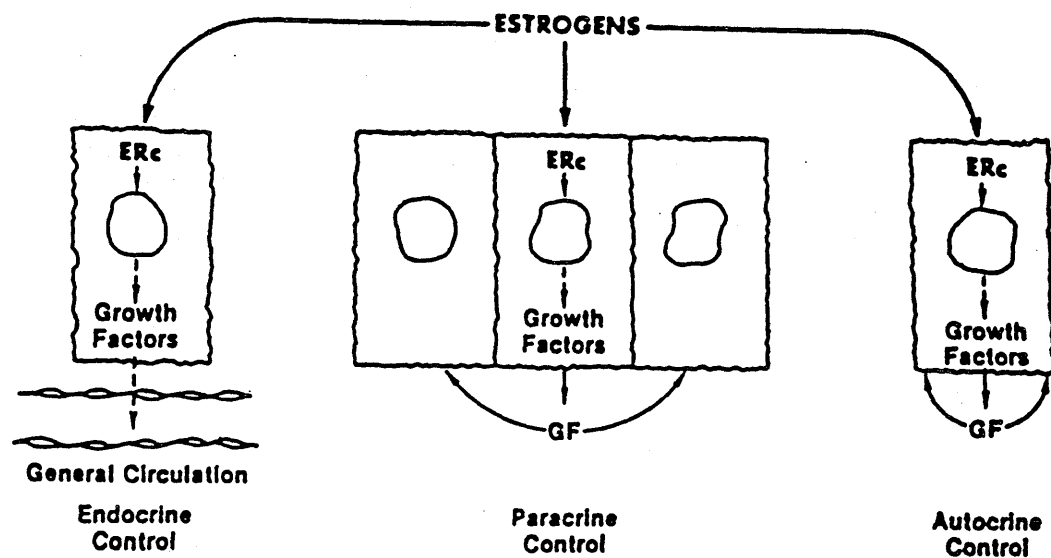 ESTROGENS
ERc
Growth
Factors
General Circulation
Endocrine
Control
ERc
Growth
Factors
GF
Paracrine
Control
ERc
Growth
Factors
GF
Autocrine
Control